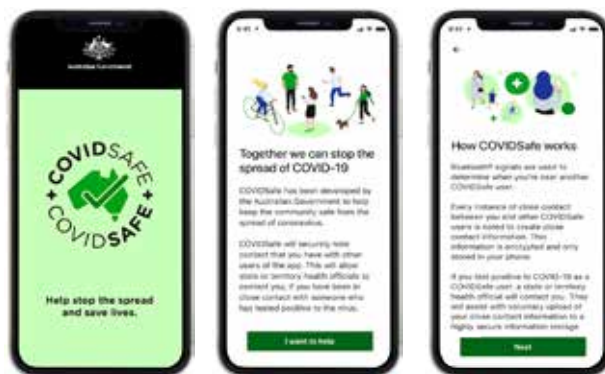 Australian Government
COVIDSAFE
COVIDSAFE
Help stop the spread
and save lives.
9:41
Together we can stop the
spread of COVID-19
COVIDSafe has been developed by
the Australian Government to help
keep the community safe from the
spread of coronavirus.
COVIDSafe will securely note
contact that you have with other
users of the app. This will allow
state or territory health officials to
contact you, if you have been in
close contact with someone who
has tested positive to the virus.
I want to help
9:41
How COVIDSafe works
Bluetooth® signals are used to
determine when you're near another
COVIDSafe user.
Every instance of close contact
between you and other COVIDSafe
users is noted to create close
contact information. This
information is encrypted and only
stored in your phone.
If you test positive to COVID-19 as a
COVIDSafe user, a state or territory
health official will contact you. They
will assist with voluntary upload of
your close contact information to a
highly secure information storage
Next